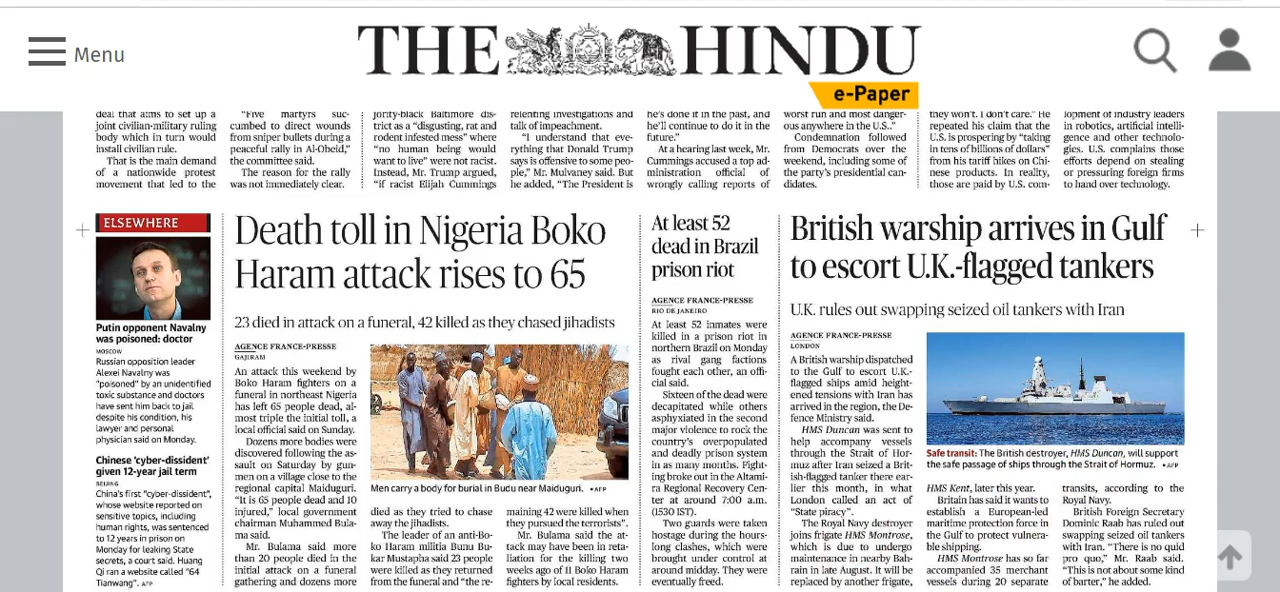 Menu
THE HINDU
e-Paper
deal that aims to set up a
joint civilian-military ruling
body which in turn would
install civilian rule.
That is the main demand
of a nationwide protest
movement that led to the
"Five martyrs suc-
cumbed to direct wounds
from sniper bullets during a
peaceful rally in Al-Obeid,"
the committee said.
The reason for the rally
was not immediately clear.
jority-black Baltimore dis-
trict as a "disgusting, rat and
rodent infested mess" where
"no human being would
want to live" were not racist.
Instead, Mr. Trump argued,
"if racist Elijah Cummings
relenting investigations and
talk of impeachment.
"I understand that eve-
rything that Donald Trump
says is offensive to some peo-
ple," Mr. Mulvaney said. But
he added, "The President is
he's done it in the past, and
he'll continue to do it in the
future."
At a hearing last week, Mr.
Cummings accused a top ad-
ministration official of
wrongly calling reports of
worst run and most danger-
ous anywhere in the U.S.."
Condemnation followed
from Democrats over the
weekend, including some of
the party's presidential can-
didates.
they won't. I don't care." He
repeated his claim that the
U.S. is prospering by "taking
in tens of billions of dollars"
from his tariff hikes on Chi-
nese products. In reality,
those are paid by U.S. com-
lopment of industry leaders
in robotics, artificial intelli-
gence and other technolo-
gies. U.S. complains those
efforts depend on stealing
or pressuring foreign firms
to hand over technology.
ELSEWHERE
Putin opponent Navalny
was poisoned: doctor
MOSCOW
Russian opposition leader
Alexei Navalny was
"poisoned" by an unidentified
toxic substance and doctors
have sent him back to jail
despite his condition, his
lawyer and personal
physician said on Monday.
Chinese 'cyber-dissident'
given 12-year jail term
BEIJING
China's first "cyber-dissident",
whose website reported on
sensitive topics, including
human rights, was sentenced
to 12 years in prison on
Monday for leaking State
secrets, a court said. Huang
Qi ran a website called "64
Tianwang". AFP
Death toll in Nigeria Boko
Haram attack rises to 65
23 died in attack on a funeral, 42 killed as they chased jihadists
AGENCE FRANCE-PRESSE
GAJIRAM
An attack this weekend by
Boko Haram fighters on a
funeral in northeast Nigeria
has left 65 people dead, al-
most triple the initial toll, a
local official said on Sunday.
Dozens more bodies were
discovered following the as-
sault on Saturday by gun-
men on a village close to the
regional capital Maiduguri.
"It is 65 people dead and 10
injured," local government
chairman Muhammed Bula-
ma said.
Mr. Bulama said more
than 20 people died in the
initial attack on a funeral
gathering and dozens more
Men carry a body for burial in Budu near Maiduguri. •AFP
died as they tried to chase
away the jihadists.
The leader of an anti-Bo-
ko Haram militia Bunu Bu-
kar Mustapha said 23 people
were killed as they returned
from the funeral and "the re-
maining 42 were killed when
they pursued the terrorists".
Mr. Bulama said the at-
tack may have been in reta-
liation for the killing two
weeks ago of 11 Boko Haram
fighters by local residents.
At least 52
dead in Brazil
prison riot
AGENCE FRANCE-PRESSE
RIO DE JANEIRO
At least 52 inmates were
killed in a prison riot in
northern Brazil on Monday
as rival gang factions
fought each other, an offi-
cial said.
Sixteen of the dead were
decapitated while others
asphyxiated in the second
major violence to rock the
country's overpopulated
and deadly prison system
in as many months. Fight-
ing broke out in the Altami-
ra Regional Recovery Cen-
ter at around 7:00 a.m.
(1530 IST).
Two guards were taken
hostage during the hours-
long clashes, which were
brought under control at
around midday. They were
eventually freed.
British warship arrives in Gulf
to escort U.K.-flagged tankers
U.K. rules out swapping seized oil tankers with Iran
AGENCE FRANCE-PRESSE
LONDON
A British warship dispatched
to the Gulf to escort U.K.-
flagged ships amid height-
ened tensions with Iran has
arrived in the region, the De-
fence Ministry said.
HMS Duncan was sent to
help accompany vessels
through the Strait of Hor-
muz after Iran seized a Brit-
ish-flagged tanker there ear-
lier this month, in what
London called an act of
"State piracy".
The Royal Navy destroyer
joins frigate HMS Montrose,
which is due to undergo
maintenance in nearby Bah-
rain in late August. It will be
replaced by another frigate,
Safe transit: The British destroyer, HMS Duncan, will support
the safe passage of ships through the Strait of Hormuz. •AFP
HMS Kent, later this year.
Britain has said it wants to
establish a European-led
maritime protection force in
the Gulf to protect vulnera-
ble shipping.
HMS Montrose has so far
accompanied 35 merchant
vessels during 20 separate
transits, according to the
Royal Navy.
British Foreign Secretary
Dominic Raab has ruled out
swapping seized oil tankers
with Iran. "There is no quid
pro quo," Mr. Raab said.
"This is not about some kind
of barter," he added.